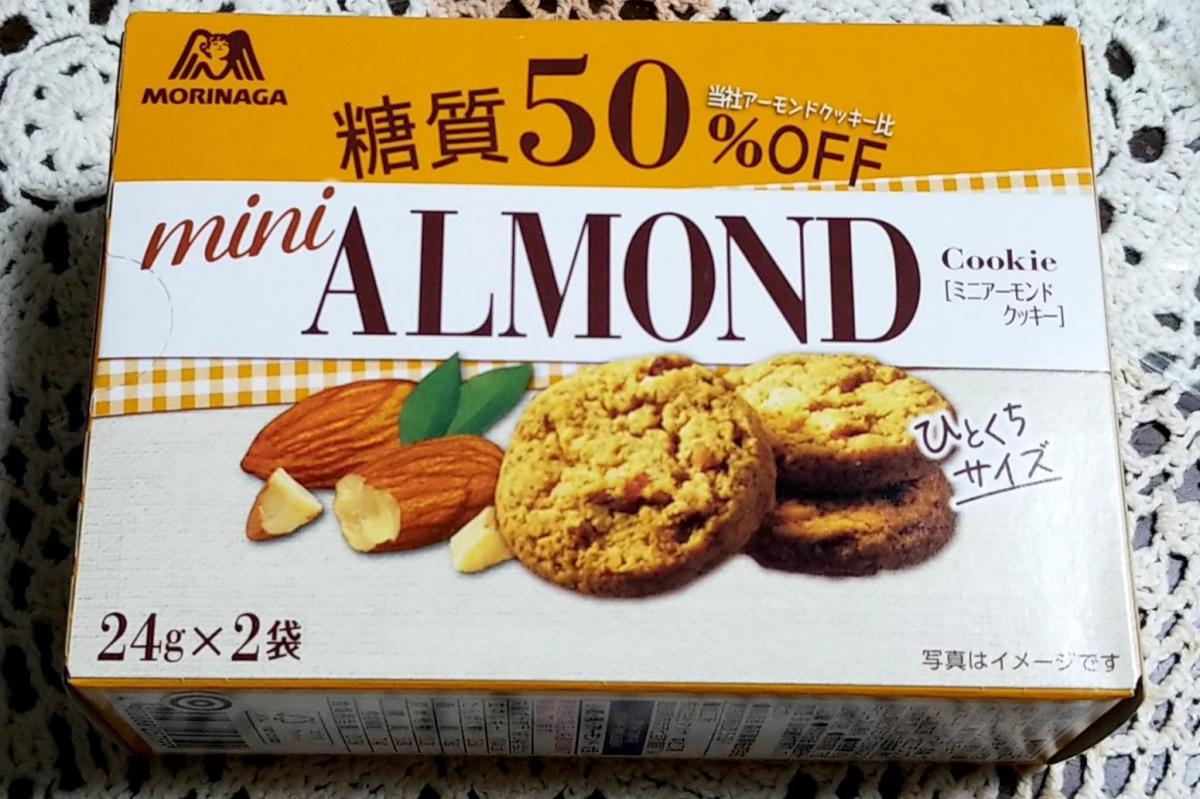 MORINAGA
糖質50%OFF
当社アーモンドクッキー比
mini ALMOND
Cookie
[ミニアーモンド
クッキー]
ひとくち
サイズ
24g×2袋
写真はイメージです